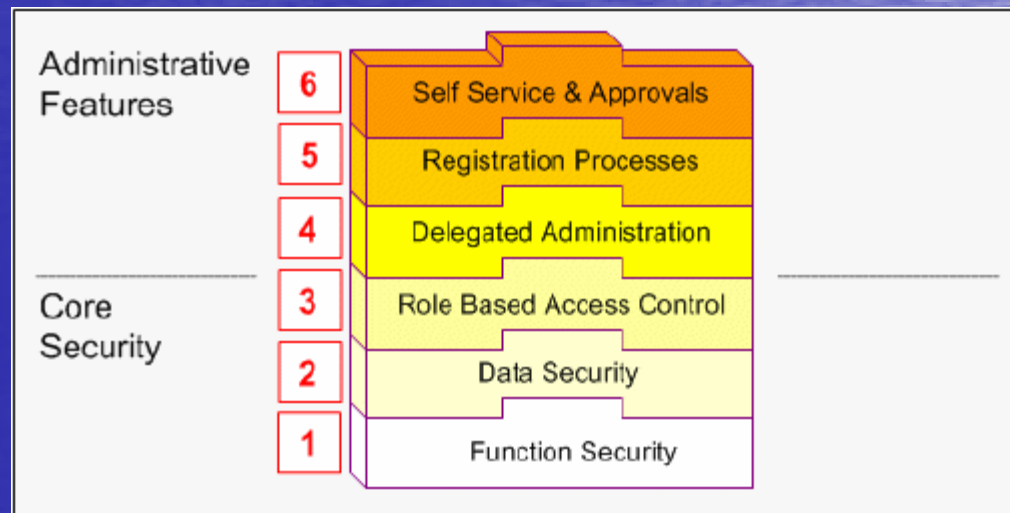 Administrative
Features
6
Self Service & Approvals
5
Registration Processes
4
Delegated Administration
Core
Security
3
Role Based Access Control
2
Data Security
1
Function Security